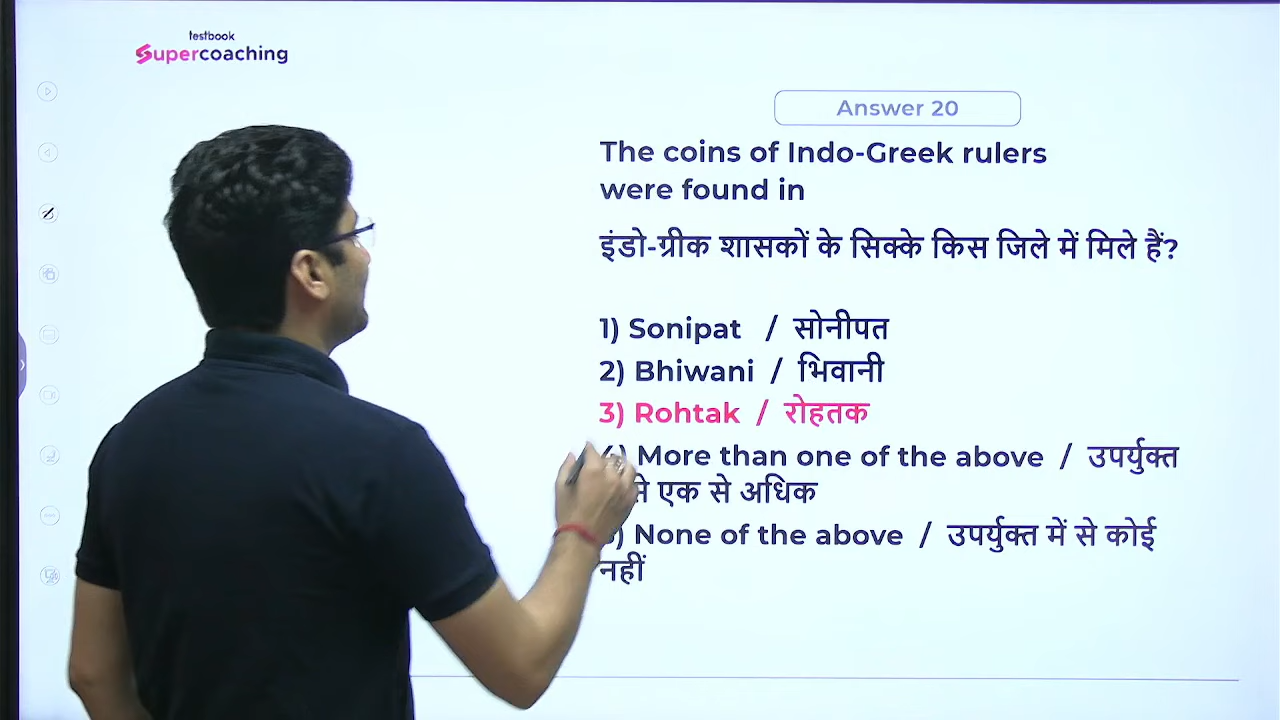 testbook
Supercoaching
Answer 20
The coins of Indo-Greek rulers
were found in
इंडो-ग्रीक शासकों के सिक्के किस जिले में मिले हैं?
1) Sonipat / सोनीपत
2) Bhiwani / भिवानी
3) Rohtak / रोहतक
More than one of the above / उपर्युक्त
एक से अधिक
None of the above / उपर्युक्त में से कोई
नहीं